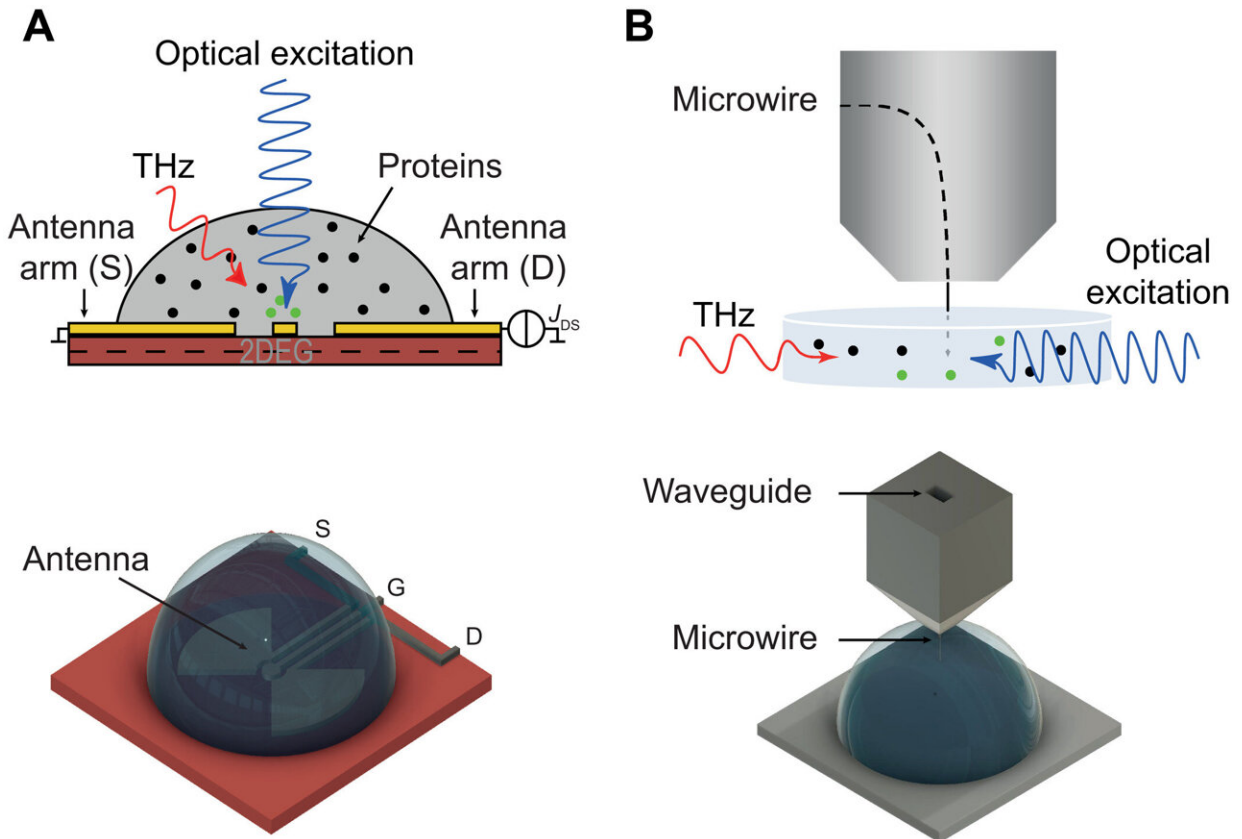 A
Optical excitation
THz
Proteins
Antenna
arm (S)
Antenna
arm (D)
J
DS
2DEG
S
Antenna
G
D
B
Microwire
Optical
excitation
THz
Waveguide
Microwire